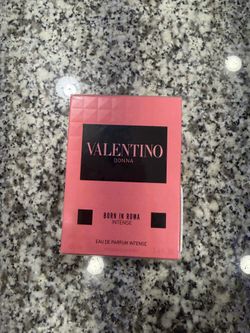 VALENTINO
DONNA
BORN IN ROMA
INTENSE
EAU DE PARFUM INTENSE